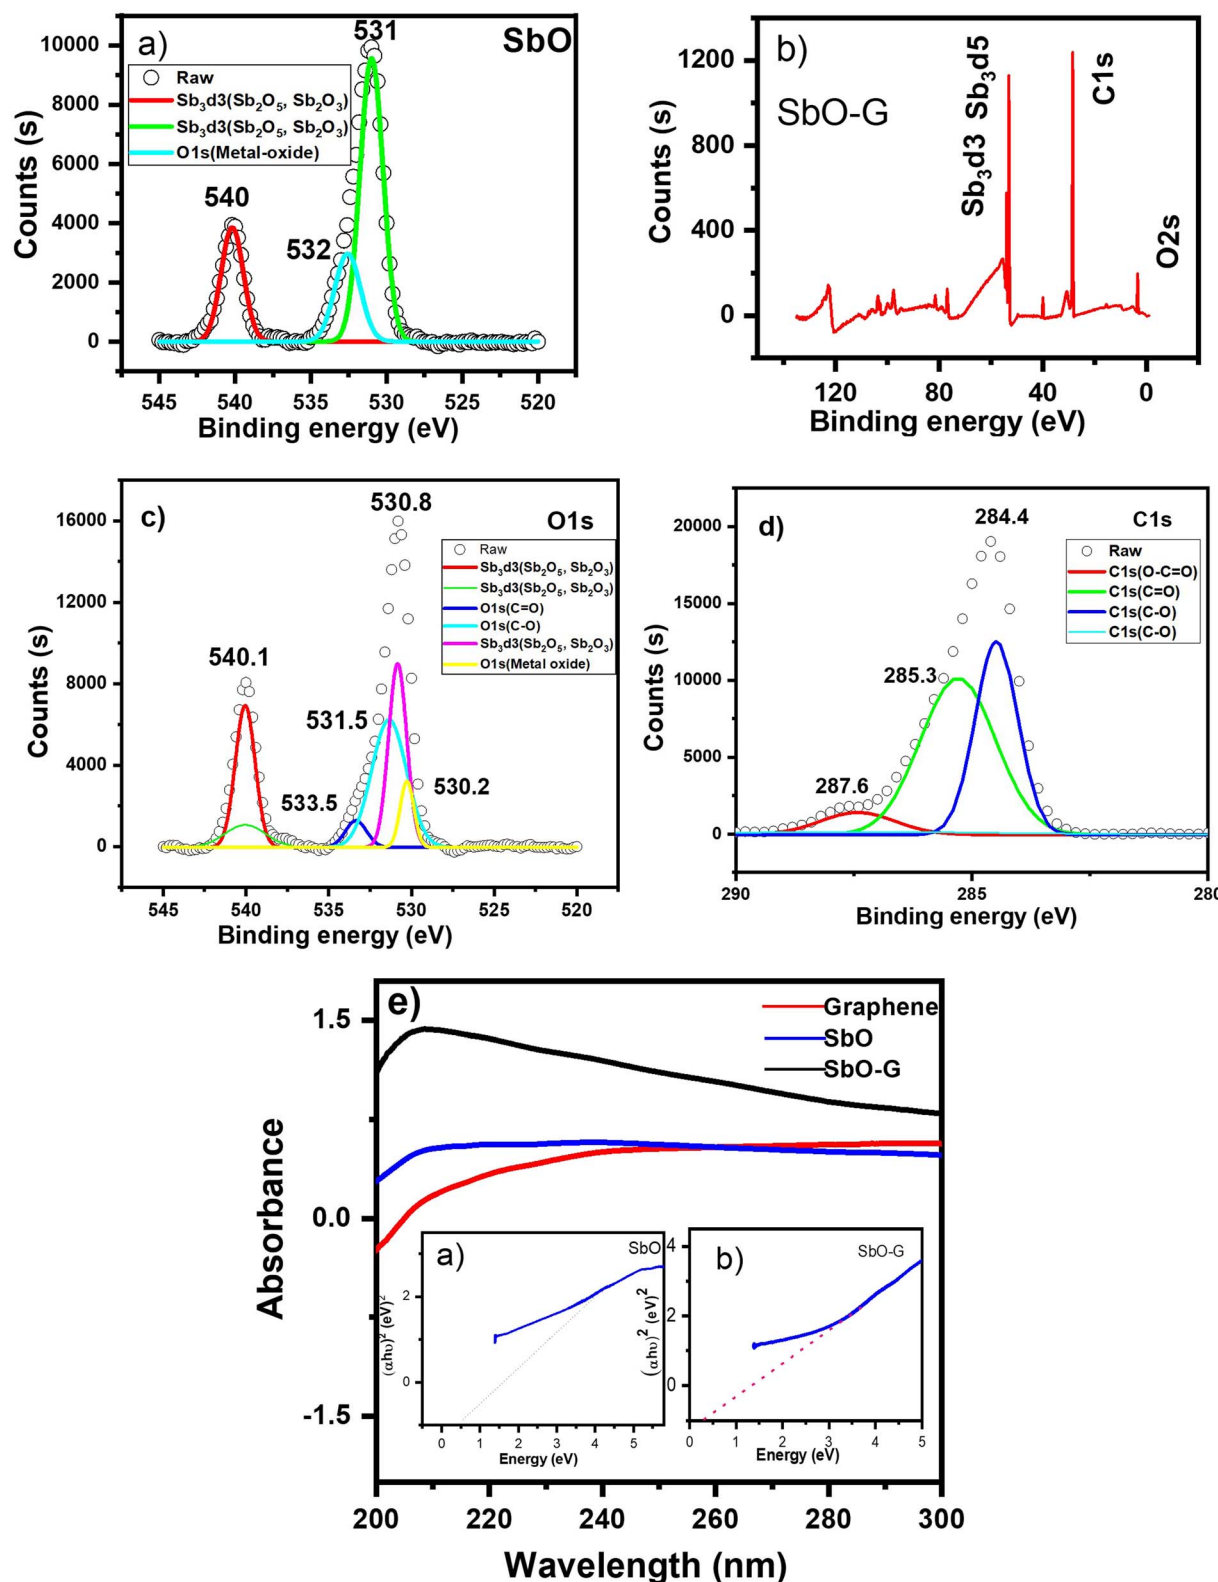 a)
531
SbO
10000
8000
6000
4000
2000
0
Counts (s)
Raw
Sb3d3(Sb2O5, Sb2O3)
Sb3d3(Sb2O5, Sb2O3)
O1s(Metal-oxide)
540
532
545 540 535 530 525 520
Binding energy (eV)
b)
SbO-G
Sb3d3 Sb3d5
C1s
O2s
1200
800
400
0
Counts (s)
120 80 40 0
Binding energy (eV)
c)
530.8
O1s
16000
12000
8000
4000
0
Counts (s)
Raw
Sb3d3(Sb2O5, Sb2O3)
Sb3d3(Sb2O5, Sb2O3)
O1s(C=O)
O1s(C-O)
Sb3d3(Sb2O5, Sb2O3)
O1s(Metal oxide)
540.1
531.5
533.5
530.2
545 540 535 530 525 520
Binding energy (eV)
d)
284.4
C1s
20000
15000
10000
5000
0
Counts (s)
Raw
C1s(O-C=O)
C1s(C=O)
C1s(C-O)
C1s(C-O)
285.3
287.6
290 285 280
Binding energy (eV)
e)
Graphene
SbO
SbO-G
1.5
0.0
-1.5
Absorbance
a)
SbO
2
1
0
(αhυ)2 (eV)2
0 1 2 3 4 5
Energy (eV)
b)
SbO-G
4
2
0
(αhυ)2 (eV)2
0 1 2 3 4 5
Energy (eV)
200 220 240 260 280 300
Wavelength (nm)